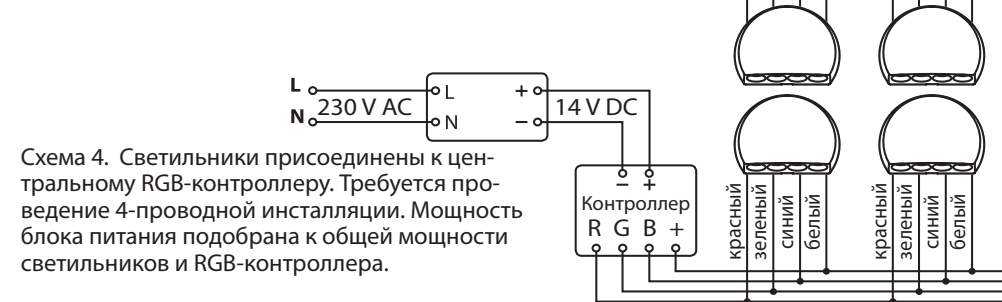 L
N
230 V AC
L
N
+
−
14 V DC
Схема 4. Светильники присоединены к цен-
тральному RGB-контроллеру. Требуется про-
ведение 4-проводной инсталляции. Мощность
блока питания подобрана к общей мощности
светильников и RGB-контроллера.
− +
Контроллер
R G B +
красный
зеленый
синий
белый
красный
зеленый
синий
белый